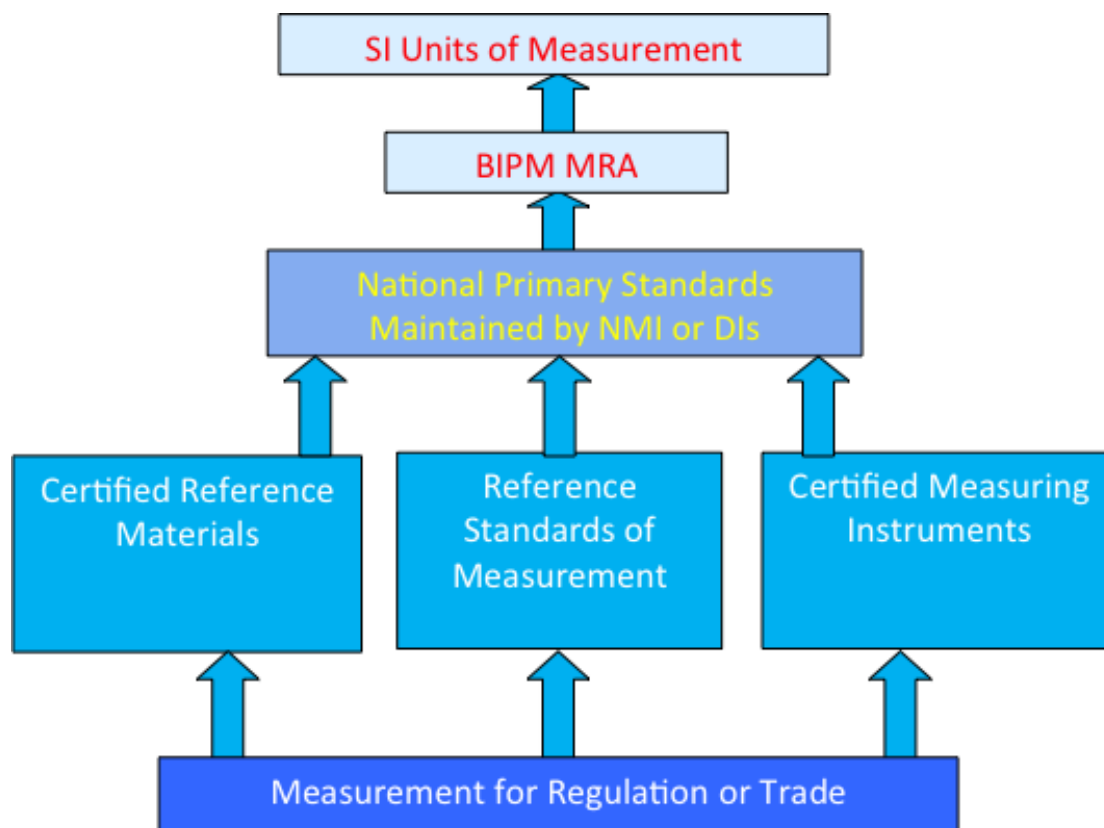 SI Units of Measurement
BIPM MRA
National Primary Standards
Maintained by NMI or DIs
Certified Reference
Materials
Reference
Standards of
Measurement
Certified Measuring
Instruments
Measurement for Regulation or Trade